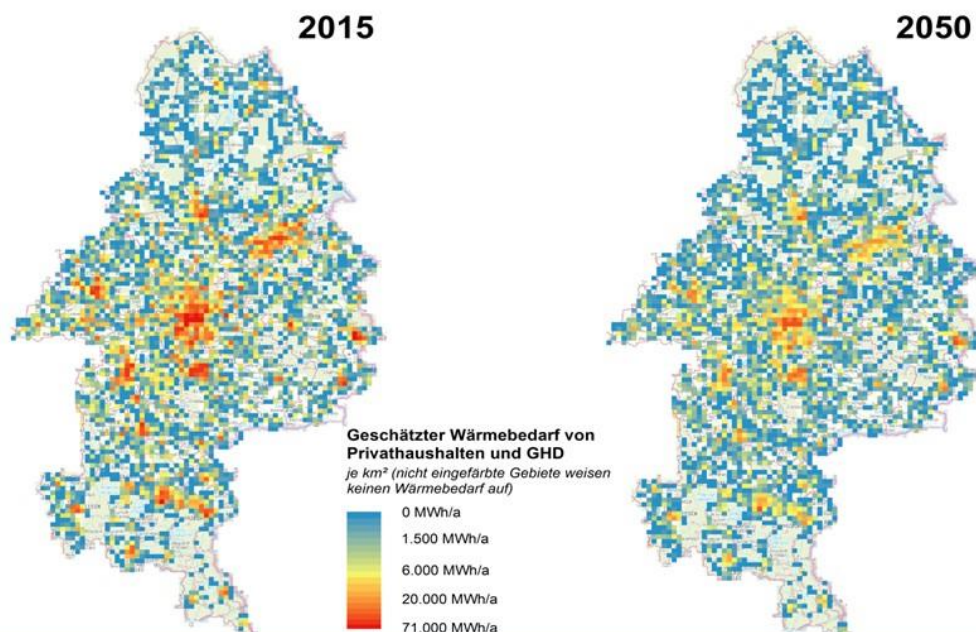 2015
2050
Geschätzter Wärmebedarf von
Privathaushalten und GHD
je km² (nicht eingefärbte Gebiete weisen
keinen Wärmebedarf auf)
0 MWh/a
1.500 MWh/a
6.000 MWh/a
20.000 MWh/a
71.000 MWh/a